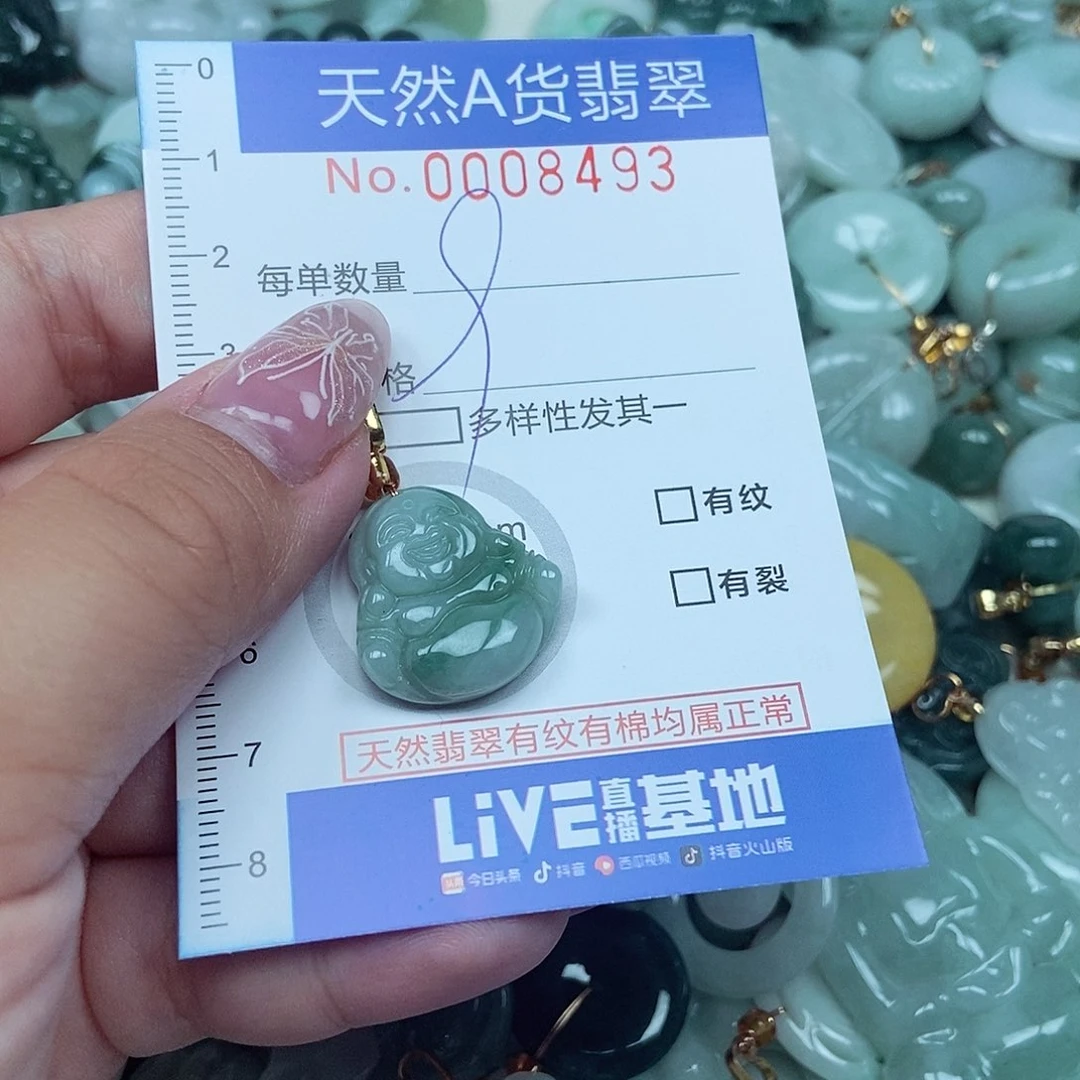 0
天然A货翡翠
1
No.0008493
2
每单数量
3
格
多样性发其一
m
有纹
有裂
6
天然翡翠有纹有棉均属正常
7
LiVE直播基地
8
头条 今日头条 抖音 西瓜视频 抖音火山版